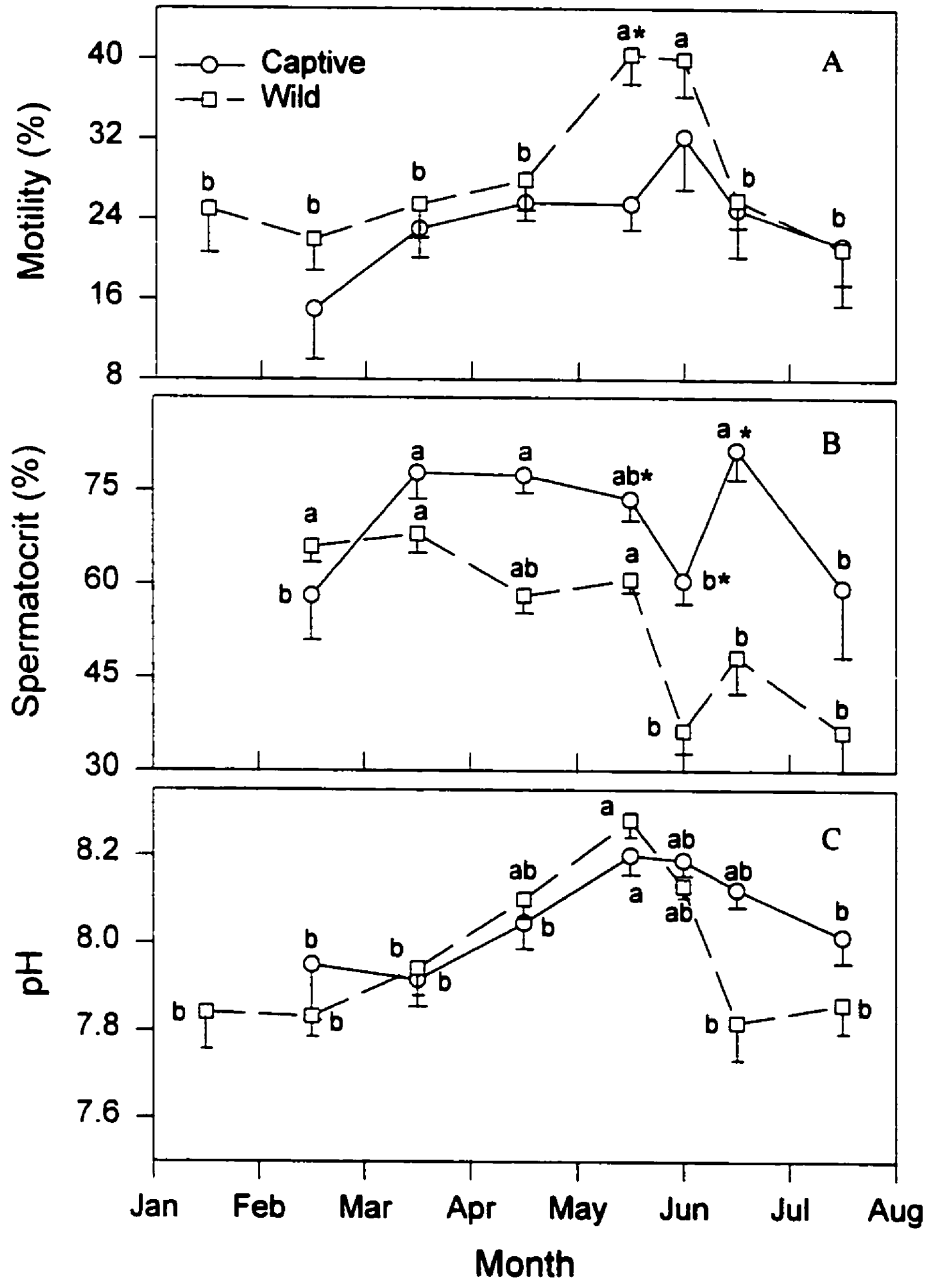 40
32
24
16
8
Motility (%)
Captive
Wild
A
a* a
b b b b b b
75
60
45
30
Spermatocrit (%)
B
a a ab* a*
a a ab a b* b
b b b b
8.2
8.0
7.8
7.6
pH
C
a ab
ab ab
b b b a ab b
b b b b b
Jan Feb Mar Apr May Jun Jul Aug
Month